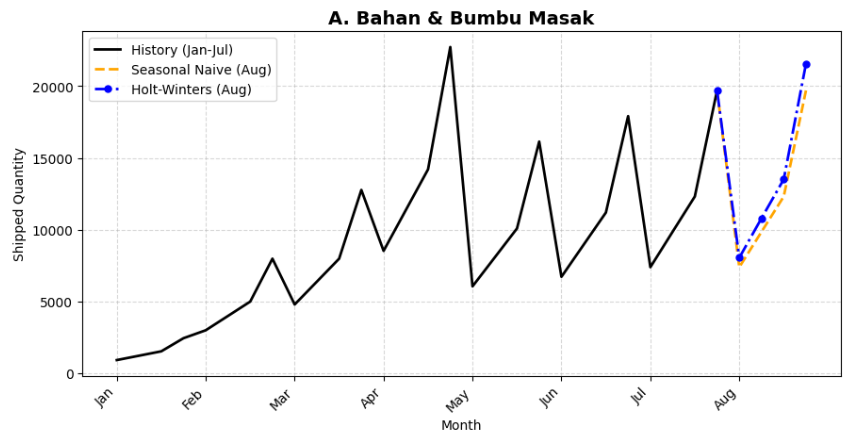 A. Bahan & Bumbu Masak
History (Jan-Jul)
Seasonal Naive (Aug)
Holt-Winters (Aug)
Shipped Quantity
20000
15000
10000
5000
0
Jan
Feb
Mar
Apr
May
Jun
Jul
Aug
Month